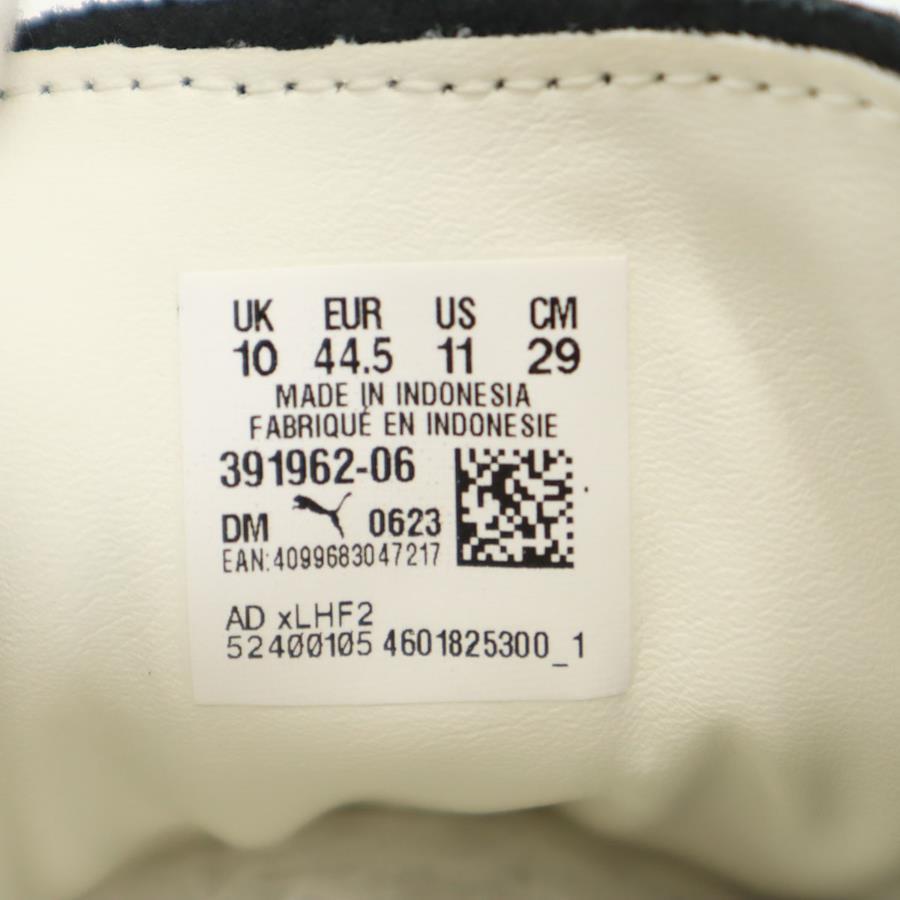 UK EUR US CM
10 44.5 11 29
MADE IN INDONESIA
FABRIQUÉ EN INDONESIE
391962-06
DM 0623
EAN:4099683047217
AD xLHF2
52400105 4601825300_1